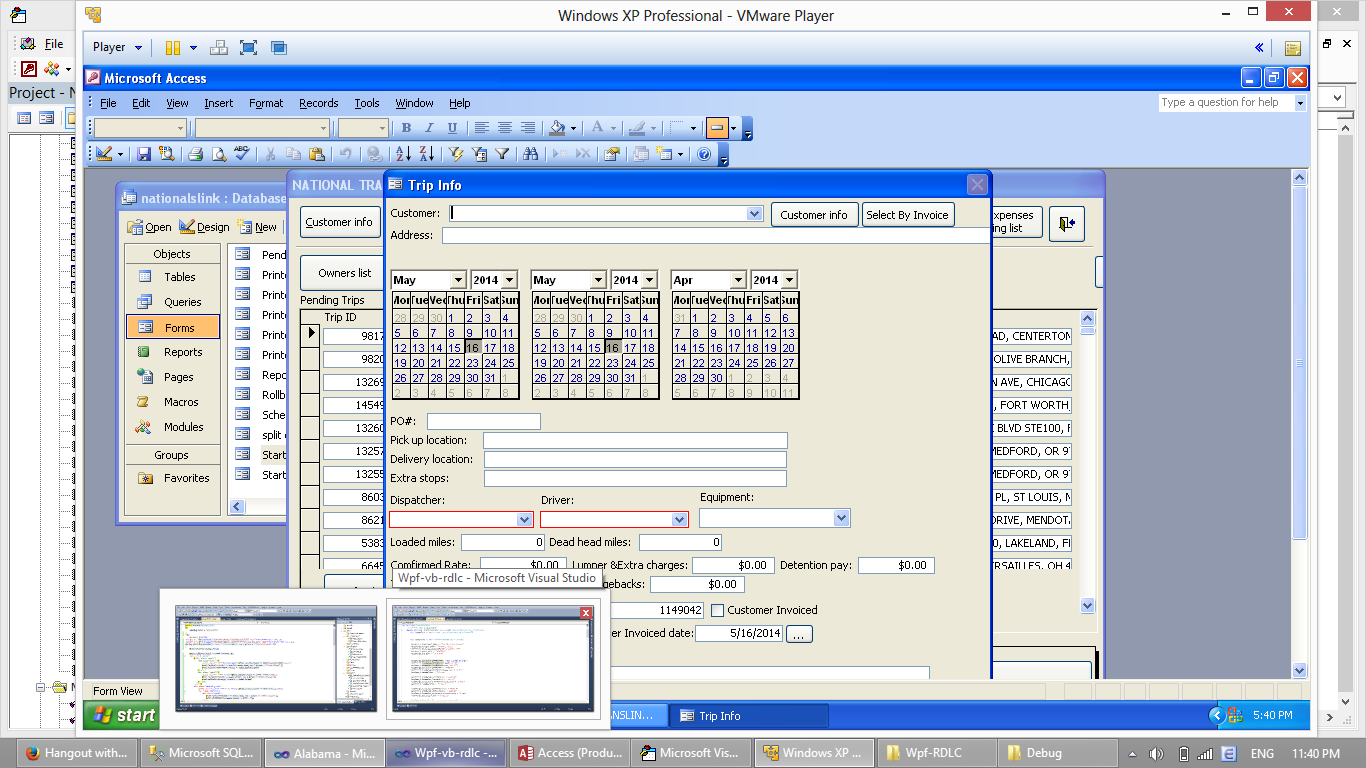 Windows XP Professional - VMware Player
File
Player
Project - N
Microsoft Access
File Edit View Insert Format Records Tools Window Help
Type a question for help
nationalslink : Database
Open Design New
Objects
Tables
Queries
Forms
Reports
Pages
Macros
Modules
Groups
Favorites
Pend
Printe
Printe
Printe
Printe
Printe
Repo
Rollb
Sche
split
Start
Start
NATIONAL TRA
Customer info
Owners list
Pending Trips
Trip ID
9817
9820
13269
14549
13260
13257
13255
8603
8621
5383
6645
xpenses
ng list
AD, CENTERTON
OLIVE BRANCH,
N AVE, CHICAGO
, FORT WORTH,
BLVD STE100, F
MEDFORD, OR 9
MEDFORD, OR 9
PL, ST LOUIS, M
DRIVE, MENDOTA
D, LAKELAND, FI
RSAILLES, OH 4
Trip Info
Customer: Customer info Select By Invoice
Address:
May 2014 May 2014 Apr 2014
Mon Tue Wed Thu Fri Sat Sun Mon Tue Wed Thu Fri Sat Sun Mon Tue Wed Thu Fri Sat Sun
28 29 30 1 2 3 4 28 29 30 1 2 3 4 31 1 2 3 4 5 6
5 6 7 8 9 10 11 5 6 7 8 9 10 11 7 8 9 10 11 12 13
12 13 14 15 16 17 18 12 13 14 15 16 17 18 14 15 16 17 18 19 20
19 20 21 22 23 24 25 19 20 21 22 23 24 25 21 22 23 24 25 26 27
26 27 28 29 30 31 1 26 27 28 29 30 31 1 28 29 30 1 2 3 4
2 3 4 5 6 7 8 2 3 4 5 6 7 8 5 6 7 8 9 10 11
PO#:
Pick up location:
Delivery location:
Extra stops:
Dispatcher: Driver: Equipment:
Loaded miles: 0 Dead head miles: 0
Comfirmed Rate: $0.00 Lumper &Extra charges: $0.00 Detention pay: $0.00
Wpf-vb-rdlc - Microsoft Visual Studio
gebacks: $0.00
1149042 Customer Invoiced
er Invoiced date: 5/16/2014 ...
Form View
start
ANSLIN... Trip Info 5:40 PM
Hangout with... Microsoft SQL... Alabama - Mi... Wpf-vb-rdlc -... Access (Produ... Microsoft Vis... Windows XP ... Wpf-RDLC Debug ENG 11:40 PM